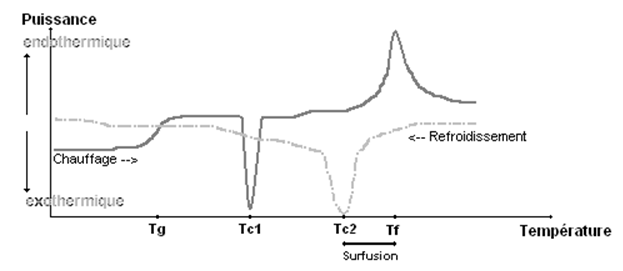 Puissance
endothermique
<-- Refroidissement
Chauffage -->
exothermique
Tg Tc1 Tc2 Tf Température
Surfusion